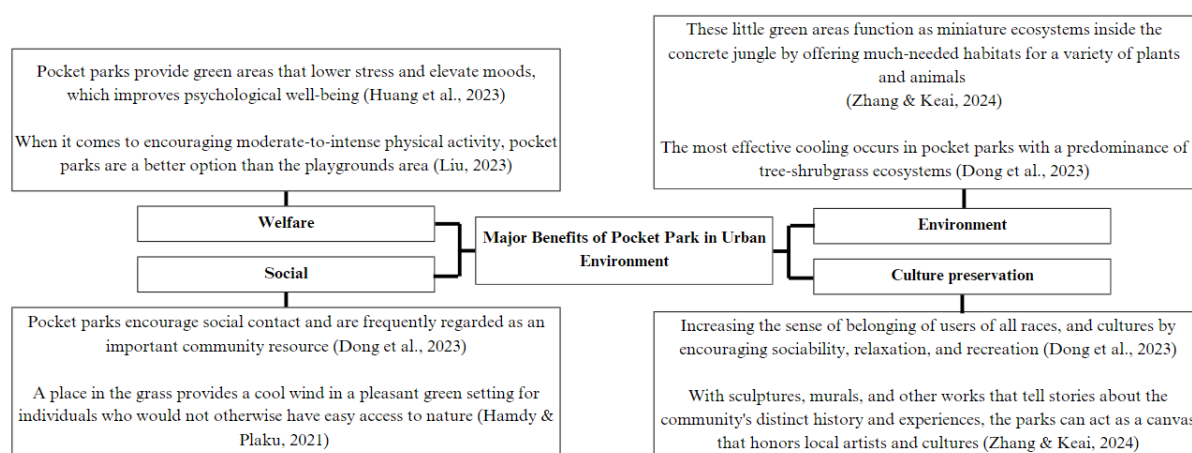 Pocket parks provide green areas that lower stress and elevate moods,
which improves psychological well-being (Huang et al., 2023)
When it comes to encouraging moderate-to-intense physical activity, pocket
parks are a better option than the playgrounds area (Liu, 2023)
Welfare
Social
Pocket parks encourage social contact and are frequently regarded as an
important community resource (Dong et al., 2023)
A place in the grass provides a cool wind in a pleasant green setting for
individuals who would not otherwise have easy access to nature (Hamdy &
Plaku, 2021)
Major Benefits of Pocket Park in Urban
Environment
These little green areas function as miniature ecosystems inside the
concrete jungle by offering much-needed habitats for a variety of plants
and animals
(Zhang & Keai, 2024)
The most effective cooling occurs in pocket parks with a predominance of
tree-shrubgrass ecosystems (Dong et al., 2023)
Environment
Culture preservation
Increasing the sense of belonging of users of all races, and cultures by
encouraging sociability, relaxation, and recreation (Dong et al., 2023)
With sculptures, murals, and other works that tell stories about the
community's distinct history and experiences, the parks can act as a canvas
that honors local artists and cultures (Zhang & Keai, 2024)